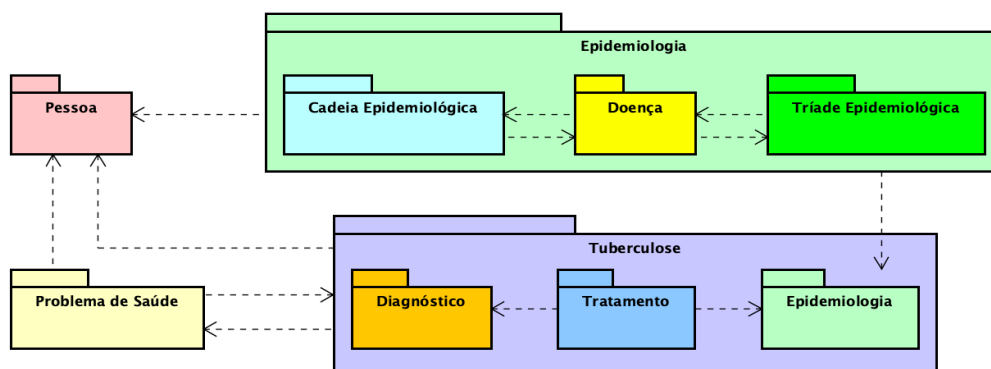 Epidemiologia
Pessoa
Cadeia Epidemiológica
Doença
Tríade Epidemiológica
Tuberculose
Problema de Saúde
Diagnóstico
Tratamento
Epidemiologia